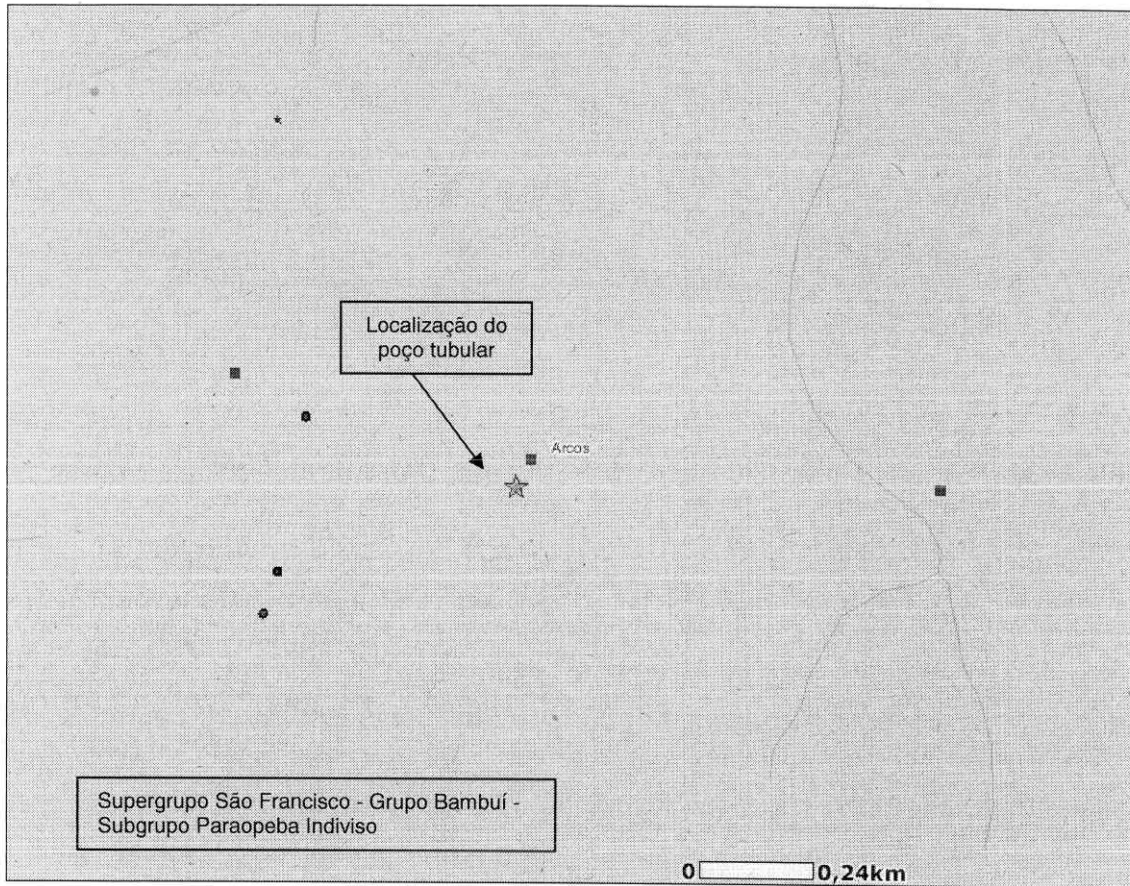 Localização do
poço tubular
Arcos
Supergrupo São Francisco - Grupo Bambuí -
Subgrupo Paraopeba Indiviso
0 0,24km